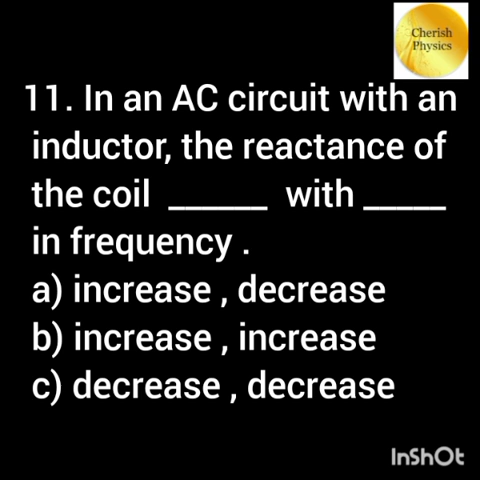 Cherish
Physics
11. In an AC circuit with an
inductor, the reactance of
the coil ______ with _____
in frequency .
a) increase , decrease
b) increase , increase
c) decrease , decrease
InShOt